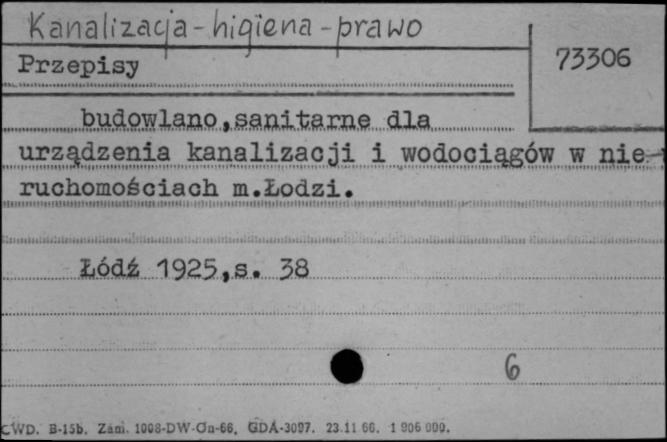 Kanalizacja - higiena - prawo
73306
Przepisy
budowlano,sanitarne dla
urządzenia kanalizacji i wodociągów w nie-
ruchomościach m.Łodzi.
Łódź 1925,s. 38
6
CWD. B-15b. Zam. 1008-DW-On-66. GDA-3097. 23.11 66. 1 906 000.